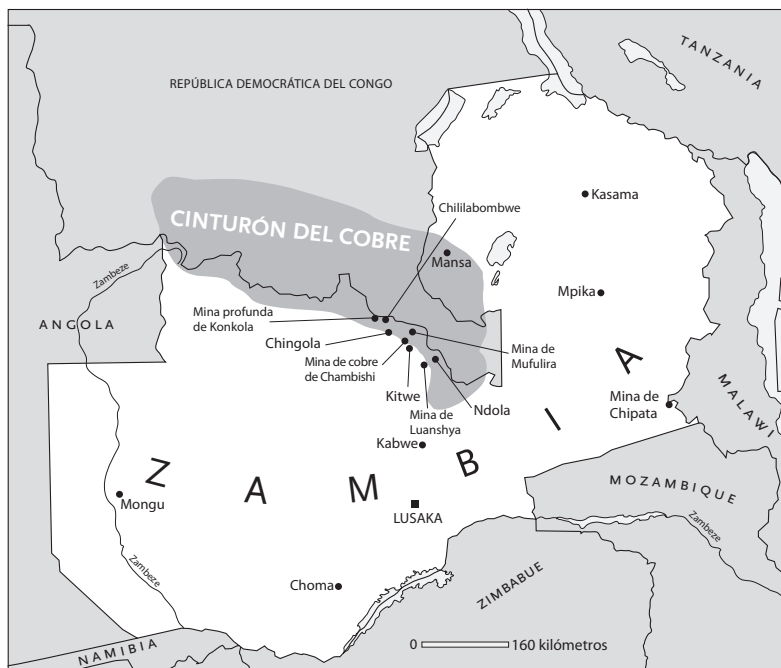 TANZANIA
REPÚBLICA DEMOCRÁTICA DEL CONGO
Kasama
Chililabombwe
CINTURÓN DEL COBRE
Mansa
Zambeze
Mpika
Mina profunda
de Konkola
ANGOLA
Chingola
Mina de
Mufulira
Mina de cobre
de Chambishi
Kitwe
Mina de
Luanshya
Ndola
Mina de
Chipata
MALAWI
Kabwe
ZAMBIA
MOZAMBIQUE
Mongu
LUSAKA
Zambeze
Zambeze
Choma
ZIMBABUE
NAMIBIA
0 160 kilómetros